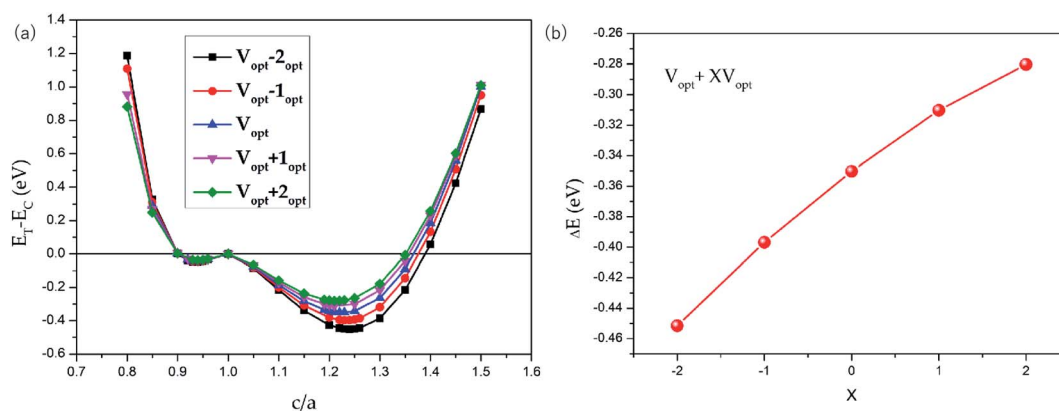 (a)
1.4
1.2
1.0
0.8
0.6
0.4
0.2
0.0
-0.2
-0.4
-0.6
E_T-E_C (eV)
V_opt-2_opt
V_opt-1_opt
V_opt
V_opt+1_opt
V_opt+2_opt
0.7 0.8 0.9 1.0 1.1 1.2 1.3 1.4 1.5 1.6
c/a
(b)
-0.26
-0.28
-0.30
-0.32
-0.34
-0.36
-0.38
-0.40
-0.42
-0.44
-0.46
ΔE (eV)
V_opt+ XV_opt
-2 -1 0 1 2
X